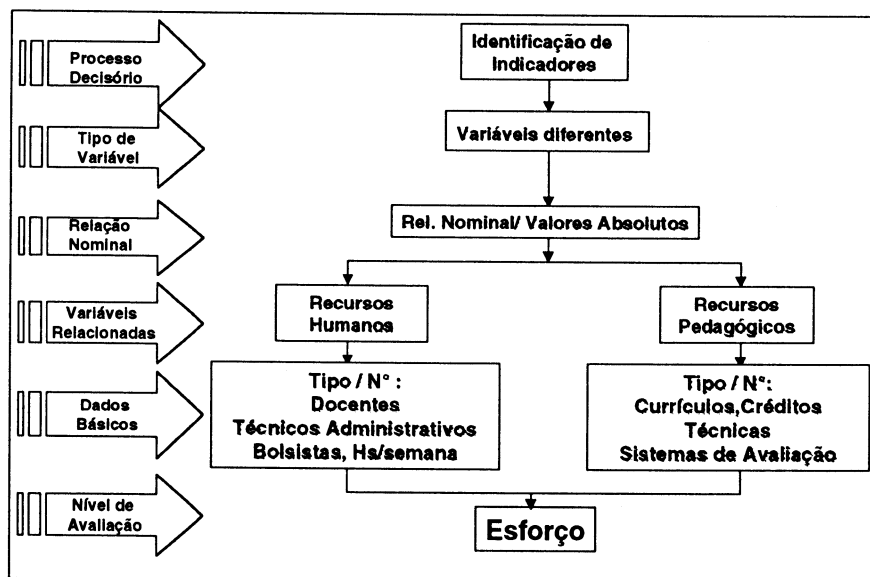 Processo
Decisório
Identificação de
Indicadores
Tipo de
Variável
Variáveis diferentes
Relação
Nominal
Rel. Nominal/ Valores Absolutos
Variáveis
Relacionadas
Recursos
Humanos
Recursos
Pedagógicos
Dados
Básicos
Tipo / N° :
Docentes
Técnicos Administrativos
Bolsistas, Hs/semana
Tipo / N°:
Currículos,Créditos
Técnicas
Sistemas de Avaliação
Nível de
Avaliação
Esforço